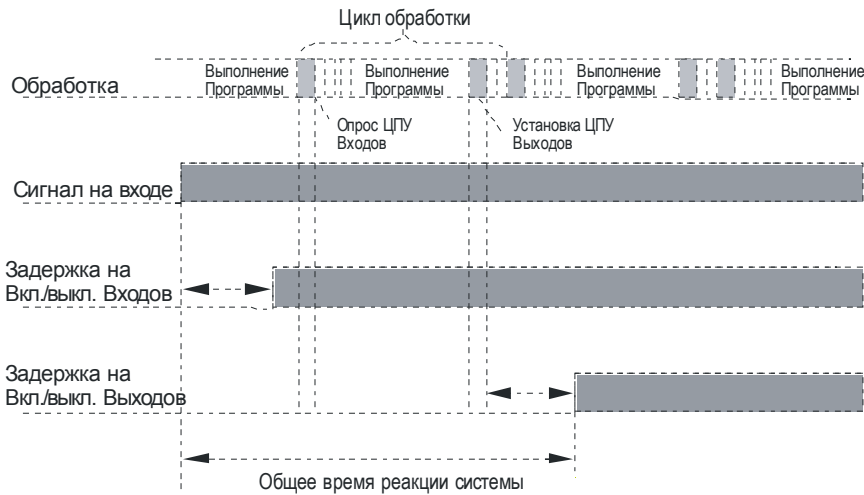 Цикл обработки
Обработка
Выполнение
Программы
Выполнение
Программы
Выполнение
Программы
Выполнение
Программы
Опрос ЦПУ
Входов
Установка ЦПУ
Выходов
Сигнал на входе
Задержка на
Вкл./выкл. Входов
Задержка на
Вкл./выкл. Выходов
Общее время реакции системы